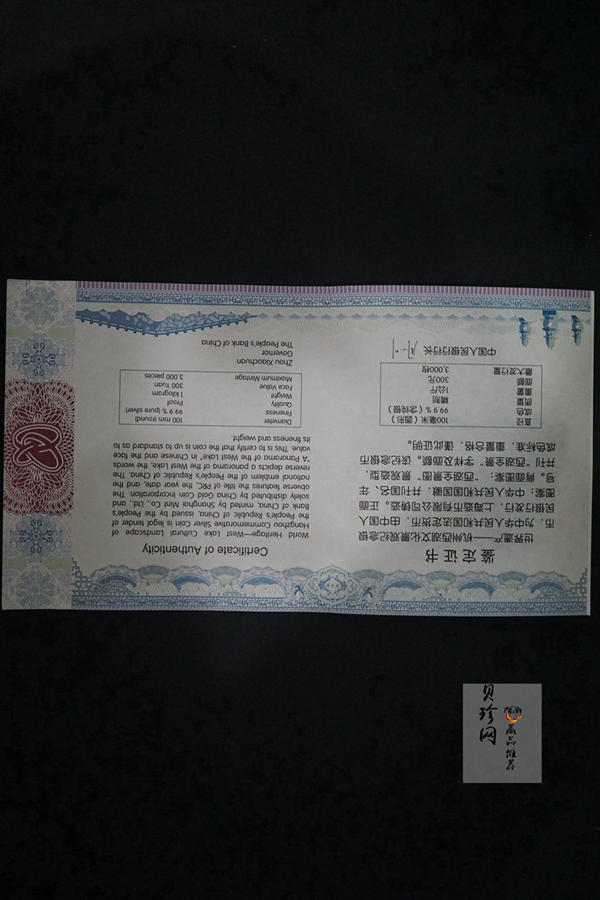 鉴定证书
世界遗产——杭州西湖文化景观纪念银
币，为中华人民共和国法定货币，由中国人
民银行发行，上海造币有限公司铸造。正面
图案：中华人民共和国国徽，并刊国名、年
号。背面图案：“西湖全景图”景观造型，
并刊“西湖全景”字样及面额。该纪念银币
成色标准，重量合格，谨此证明。
直径 100毫米（圆形）
成色 99.9％（含纯银）
质量 精制
重量 1公斤
面额 300元
最大发行量 3,000枚
中国人民银行行长
Certificate of Authenticity
World Heritage—West Lake Cultural Landscape of
Hangzhou Commemorative Silver Coin is legal tender of
the People's Republic of China, issued by the People's
Bank of China, minted by Shanghai Mint Co., Ltd., and
solely distributed by China Gold Coin Incorporation. The
obverse features the title of PRC, the year date, and the
national emblem of the People's Republic of China. The
reverse depicts a panorama of the West Lake, the words
"A Panorama of the West Lake" in Chinese and the face
value. This is to certify that the coin is up to standard as to
its fineness and weight.
Diameter 100 mm (round)
Fineness 99.9 % (pure silver)
Quality Proof
Weight 1 kilogram
Face Value 300 Yuan
Maximum Mintage 3,000 pieces
Zhou Xiaochuan
Governor
The People's Bank of China
贝珍网
藏品推荐